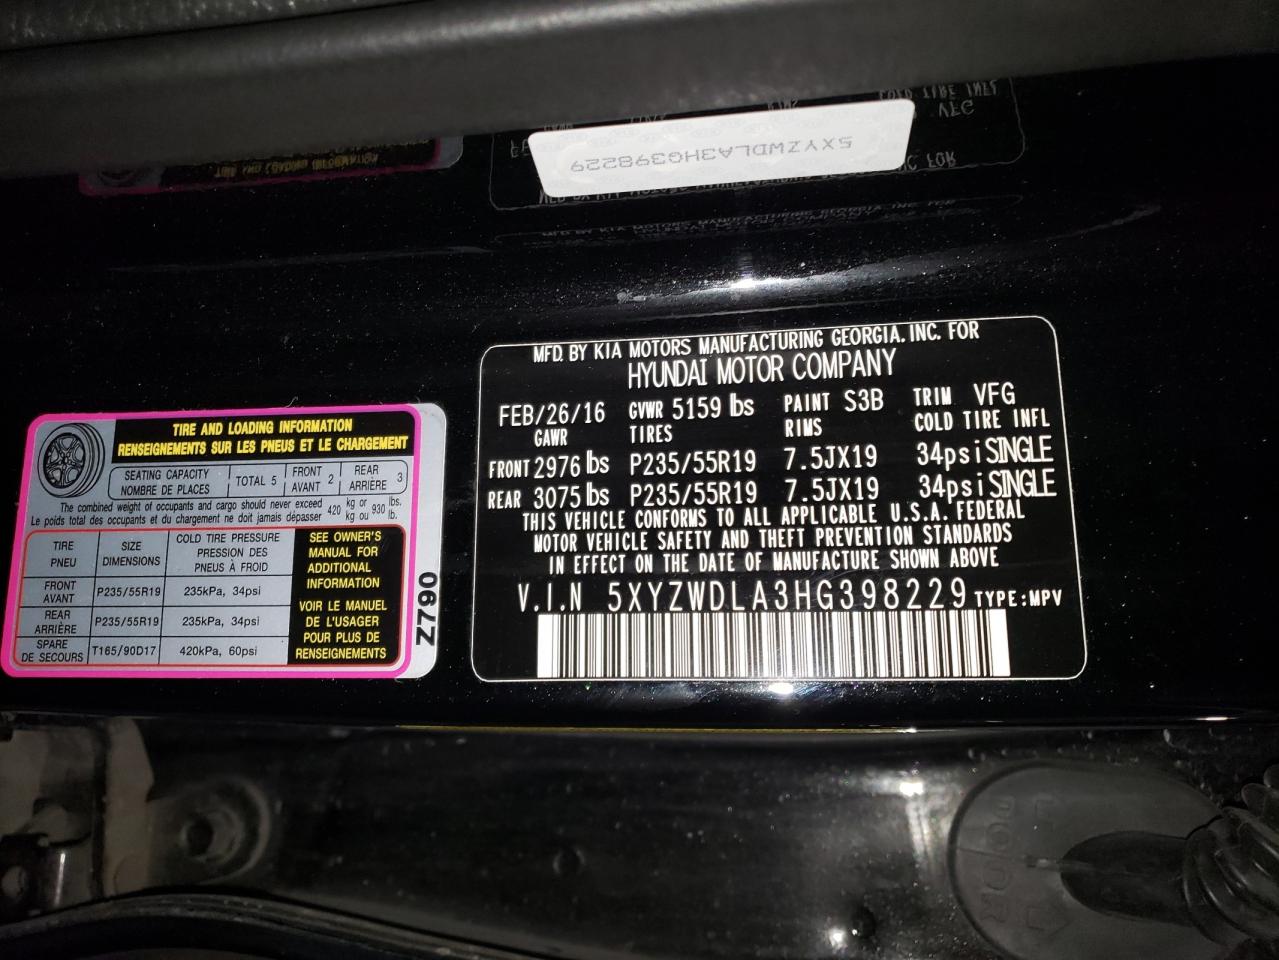 5XYZWDLA3HG398229
MFD. BY KIA MOTORS MANUFACTURING GEORGIA, INC. FOR
HYUNDAI MOTOR COMPANY
FEB/26/16 GVWR 5159 lbs PAINT S3B TRIM VFG
GAWR TIRES RIMS COLD TIRE INFL
FRONT 2976 lbs P235/55R19 7.5JX19 34psi SINGLE
REAR 3075 lbs P235/55R19 7.5JX19 34psi SINGLE
THIS VEHICLE CONFORMS TO ALL APPLICABLE U.S.A. FEDERAL
MOTOR VEHICLE SAFETY AND THEFT PREVENTION STANDARDS
IN EFFECT ON THE DATE OF MANUFACTURE SHOWN ABOVE
V.I.N 5XYZWDLA3HG398229 TYPE:MPV
TIRE AND LOADING INFORMATION
RENSEIGNEMENTS SUR LES PNEUS ET LE CHARGEMENT
SEATING CAPACITY
NOMBRE DE PLACES
TOTAL 5
FRONT
AVANT 2
REAR
ARRIÈRE 3
The combined weight of occupants and cargo should never exceed 420 kg or 930 lbs.
Le poids total des occupants et du chargement ne doit jamais dépasser kg ou lb.
TIRE
PNEU
SIZE
DIMENSIONS
COLD TIRE PRESSURE
PRESSION DES
PNEUS À FROID
FRONT
AVANT
P235/55R19 235kPa, 34psi
REAR
ARRIÈRE
P235/55R19 235kPa, 34psi
SPARE
DE SECOURS
T165/90D17 420kPa, 60psi
SEE OWNER'S
MANUAL FOR
ADDITIONAL
INFORMATION
VOIR LE MANUEL
DE L'USAGER
POUR PLUS DE
RENSEIGNEMENTS
Z790
DOOR